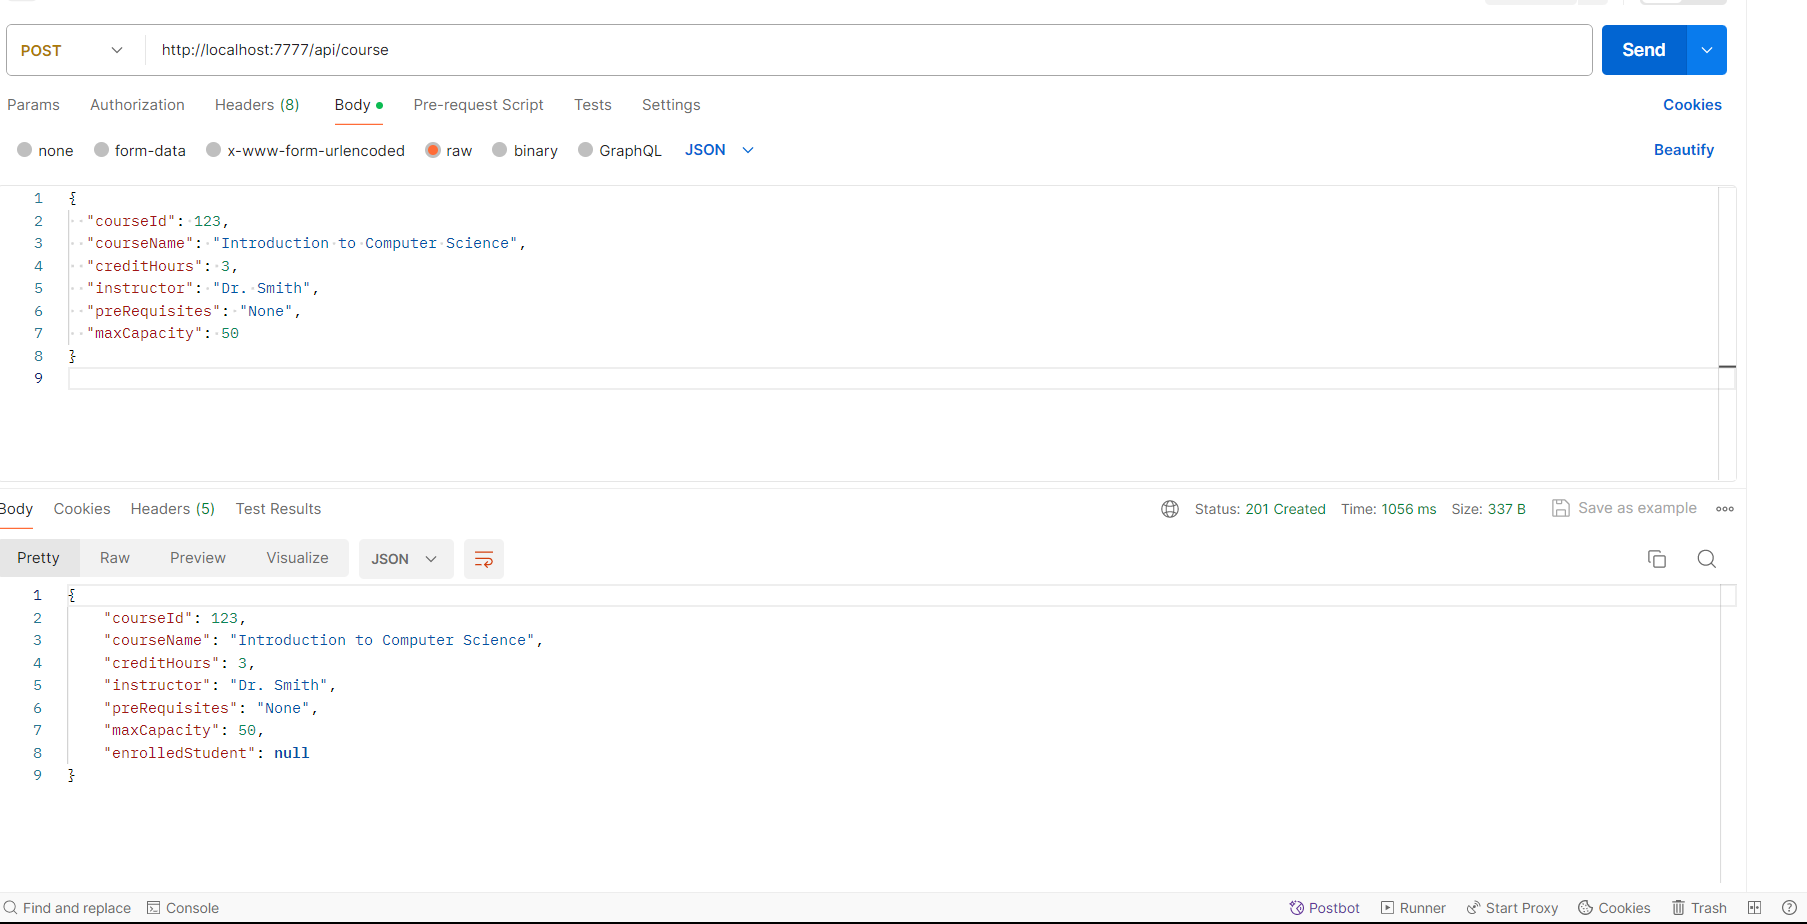 POST http://localhost:7777/api/course Send
Params Authorization Headers (8) Body Pre-request Script Tests Settings Cookies
none form-data x-www-form-urlencoded raw binary GraphQL JSON Beautify
1 {
2 "courseId": 123,
3 "courseName": "Introduction to Computer Science",
4 "creditHours": 3,
5 "instructor": "Dr. Smith",
6 "preRequisites": "None",
7 "maxCapacity": 50
8 }
9
Body Cookies Headers (5) Test Results Status: 201 Created Time: 1056 ms Size: 337 B Save as example
Pretty Raw Preview Visualize JSON
1 {
2 "courseId": 123,
3 "courseName": "Introduction to Computer Science",
4 "creditHours": 3,
5 "instructor": "Dr. Smith",
6 "preRequisites": "None",
7 "maxCapacity": 50,
8 "enrolledStudent": null
9 }
Find and replace Console Postbot Runner Start Proxy Cookies Trash